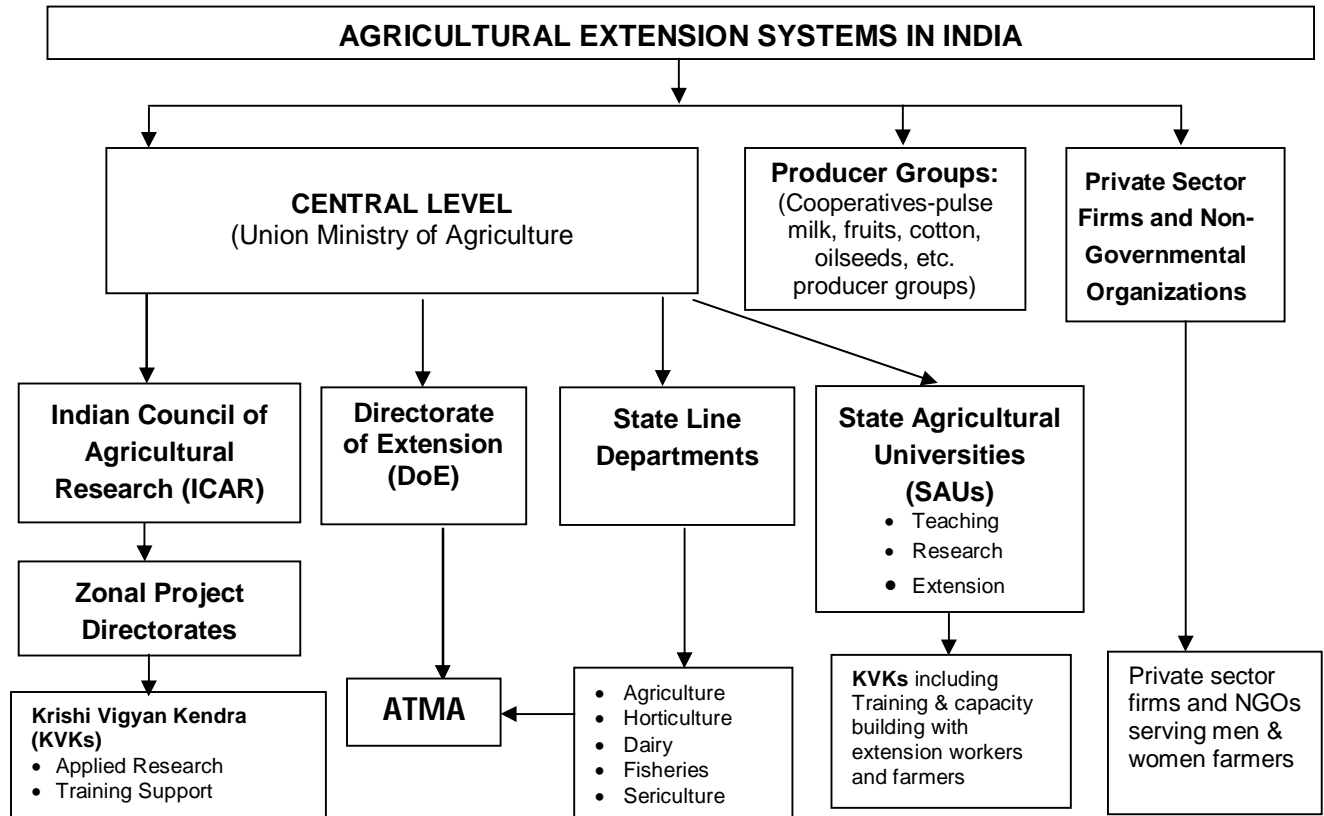 AGRICULTURAL EXTENSION SYSTEMS IN INDIA
CENTRAL LEVEL
(Union Ministry of Agriculture
Producer Groups:
(Cooperatives-pulse
milk, fruits, cotton,
oilseeds, etc.
producer groups)
Private Sector
Firms and Non-
Governmental
Organizations
Indian Council of
Agricultural
Research (ICAR)
Directorate
of Extension
(DoE)
State Line
Departments
State Agricultural
Universities
(SAUs)
• Teaching
• Research
• Extension
Zonal Project
Directorates
Krishi Vigyan Kendra
(KVKs)
• Applied Research
• Training Support
ATMA
• Agriculture
• Horticulture
• Dairy
• Fisheries
• Sericulture
KVKs including
Training & capacity
building with
extension workers
and farmers
Private sector
firms and NGOs
serving men &
women farmers